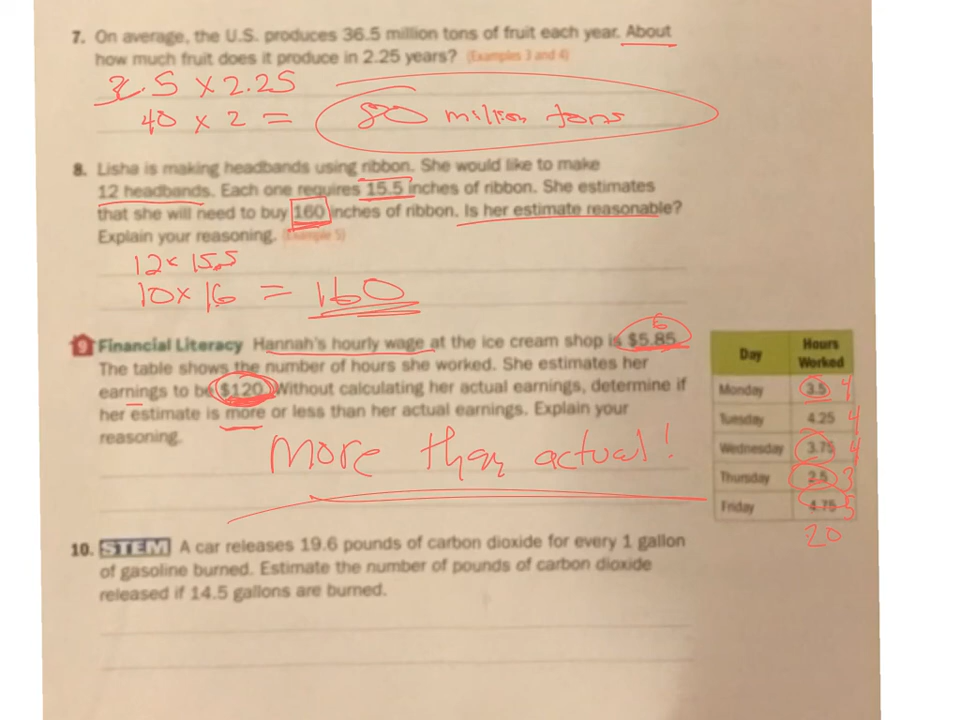 7. On average, the U.S. produces 36.5 million tons of fruit each year. About
how much fruit does it produce in 2.25 years? (Examples 3 and 4)
36.5 x 2.25
40 x 2 = 80 million tons
8. Lisha is making headbands using ribbon. She would like to make
12 headbands. Each one requires 15.5 inches of ribbon. She estimates
that she will need to buy 160 inches of ribbon. Is her estimate reasonable?
Explain your reasoning. (Example 5)
12 x 15.5
10 x 16 = 160
6
9 Financial Literacy Hannah's hourly wage at the ice cream shop is $5.85.
The table shows the number of hours she worked. She estimates her
earnings to be $120. Without calculating her actual earnings, determine if
her estimate is more or less than her actual earnings. Explain your
reasoning.
More than actual!
Day Hours Worked
Monday 3.5 4
Tuesday 4.25 4
Wednesday 3.75 4
Thursday 2.5 3
Friday 4.75 5
20
10. STEM A car releases 19.6 pounds of carbon dioxide for every 1 gallon
of gasoline burned. Estimate the number of pounds of carbon dioxide
released if 14.5 gallons are burned.